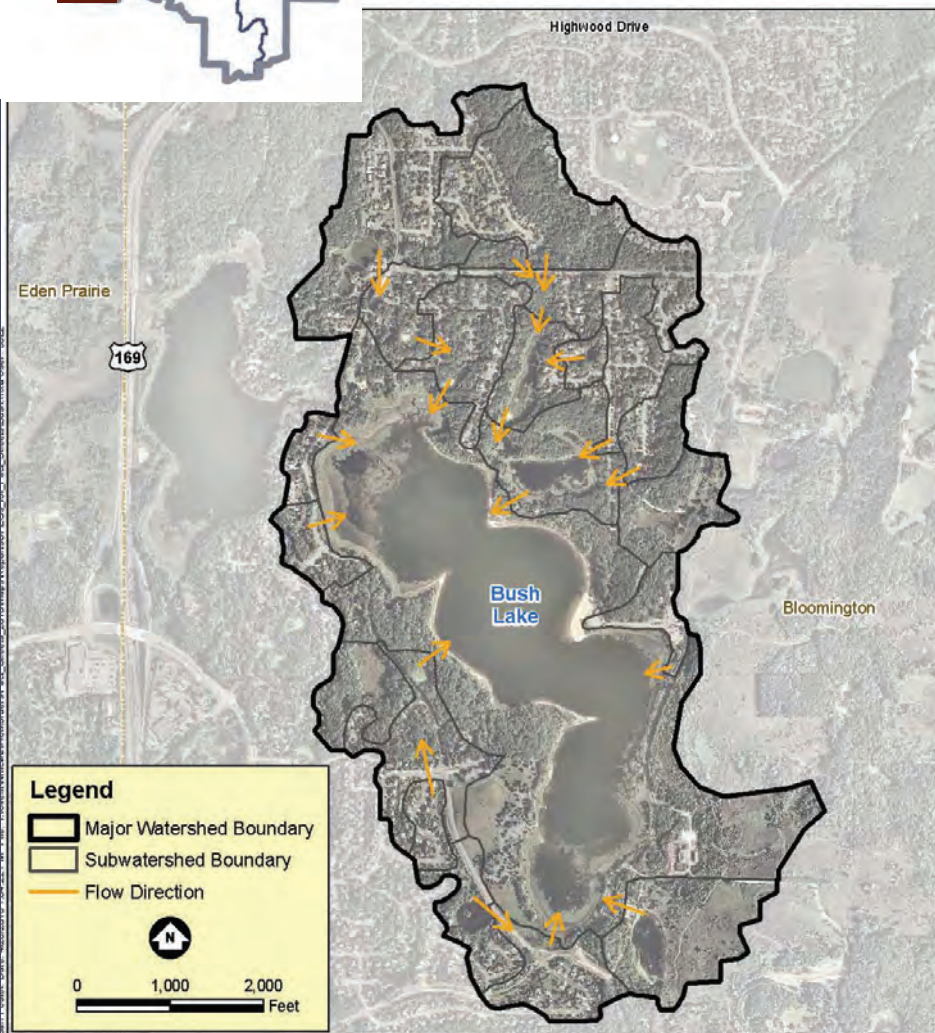 Highwood Drive
Eden Prairie
169
Bush
Lake
Bloomington
Legend
Major Watershed Boundary
Subwatershed Boundary
Flow Direction
N
0 1,000 2,000
Feet